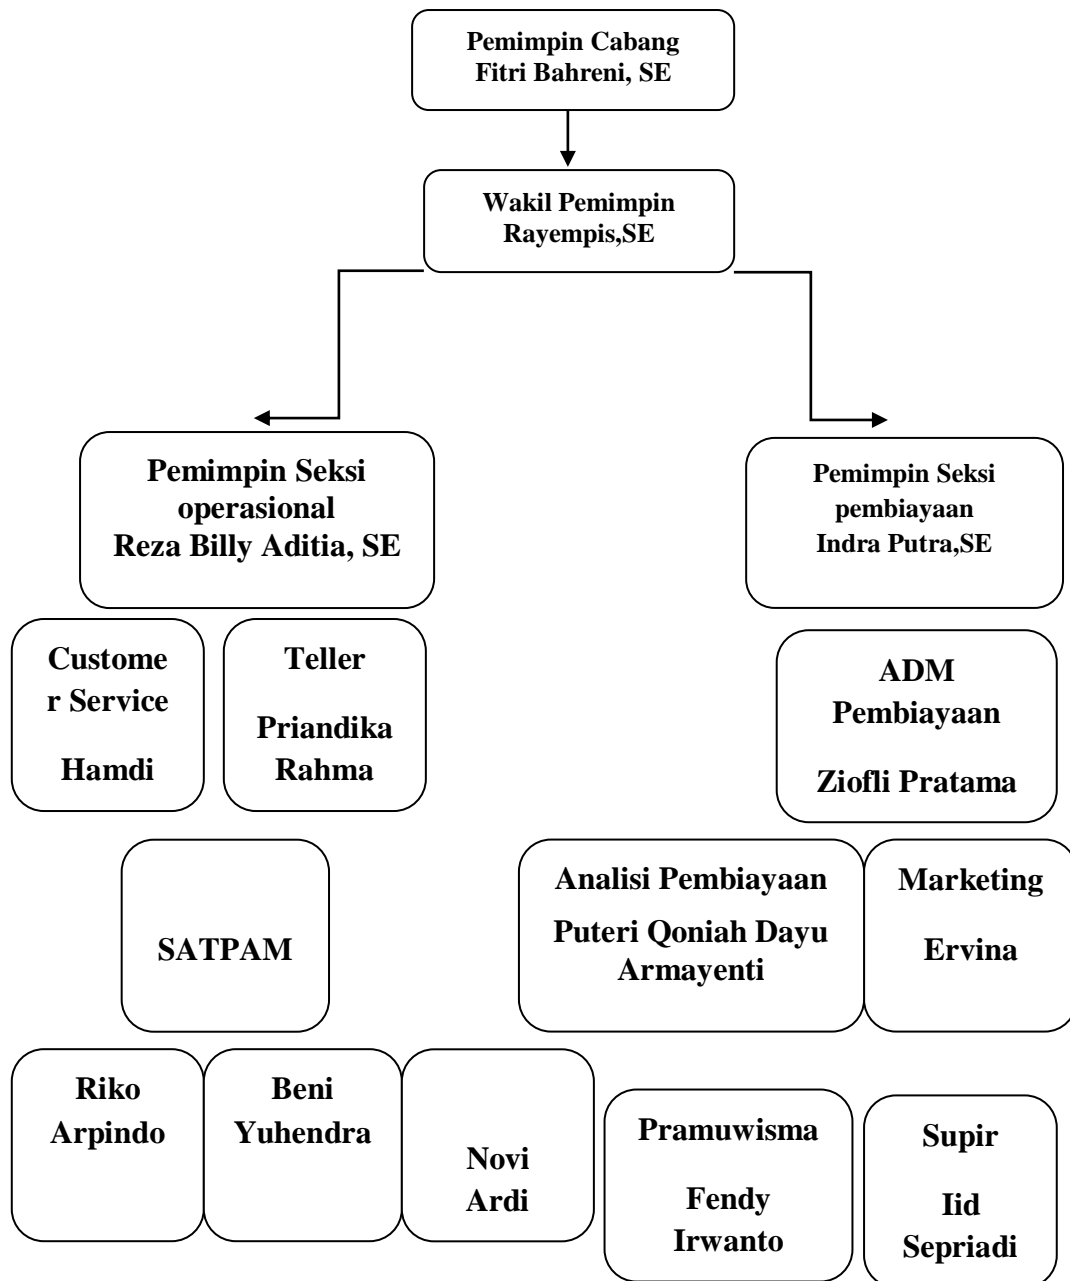 Pemimpin Cabang
Fitri Bahreni, SE
Wakil Pemimpin
Rayempis,SE
Pemimpin Seksi
operasional
Reza Billy Aditia, SE
Pemimpin Seksi
pembiayaan
Indra Putra,SE
Custome
r Service
Hamdi
Teller
Priandika
Rahma
ADM
Pembiayaan
Ziofli Pratama
SATPAM
Analisi Pembiayaan
Puteri Qoniah Dayu
Armayenti
Marketing
Ervina
Riko
Arpindo
Beni
Yuhendra
Novi
Ardi
Pramuwisma
Fendy
Irwanto
Supir
Iid
Sepriadi